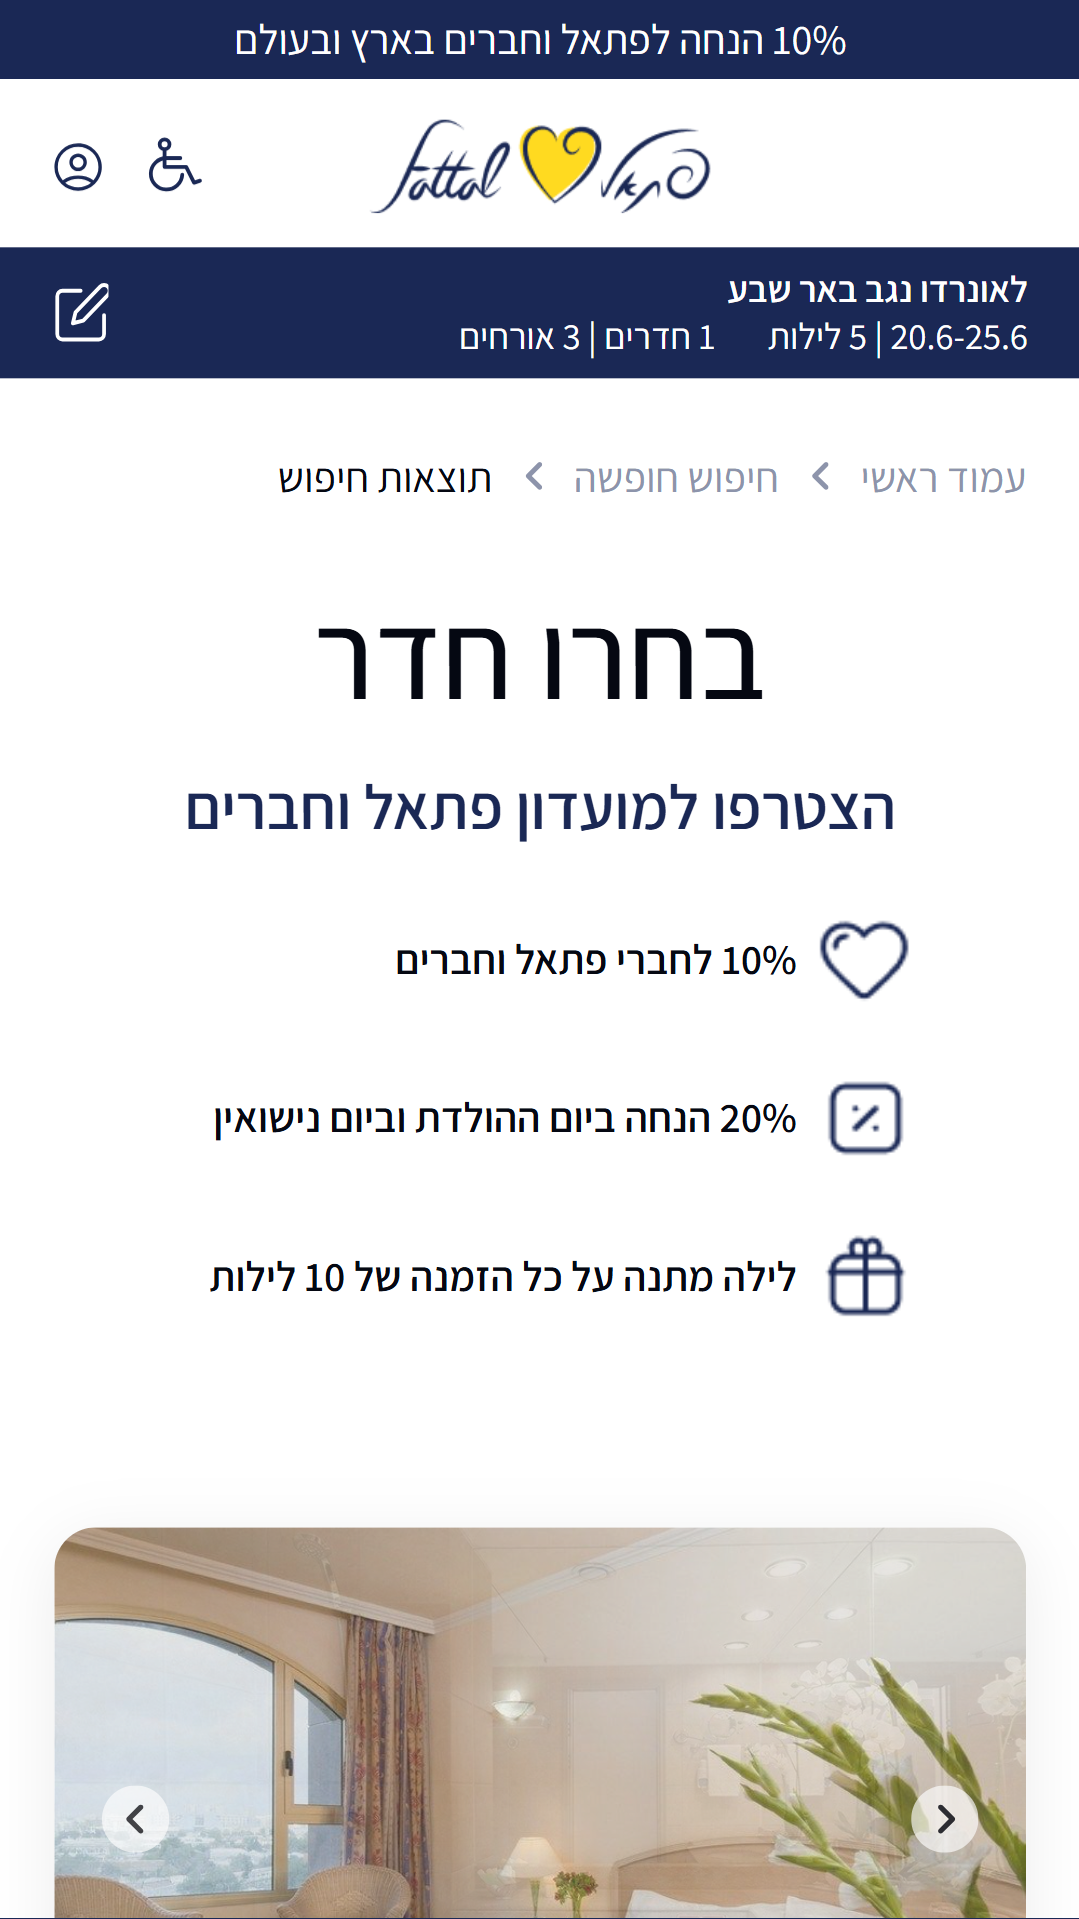 10% הנחה לפתאל וחברים בארץ ובעולם
פתאל Fattal
לאונרדו נגב באר שבע
20.6-25.6 | 5 לילות 1 חדרים | 3 אורחים
עמוד ראשי חיפוש חופשה תוצאות חיפוש
בחרו חדר
הצטרפו למועדון פתאל וחברים
10% לחברי פתאל וחברים
20% הנחה ביום ההולדת וביום נישואין
לילה מתנה על כל הזמנה של 10 לילות